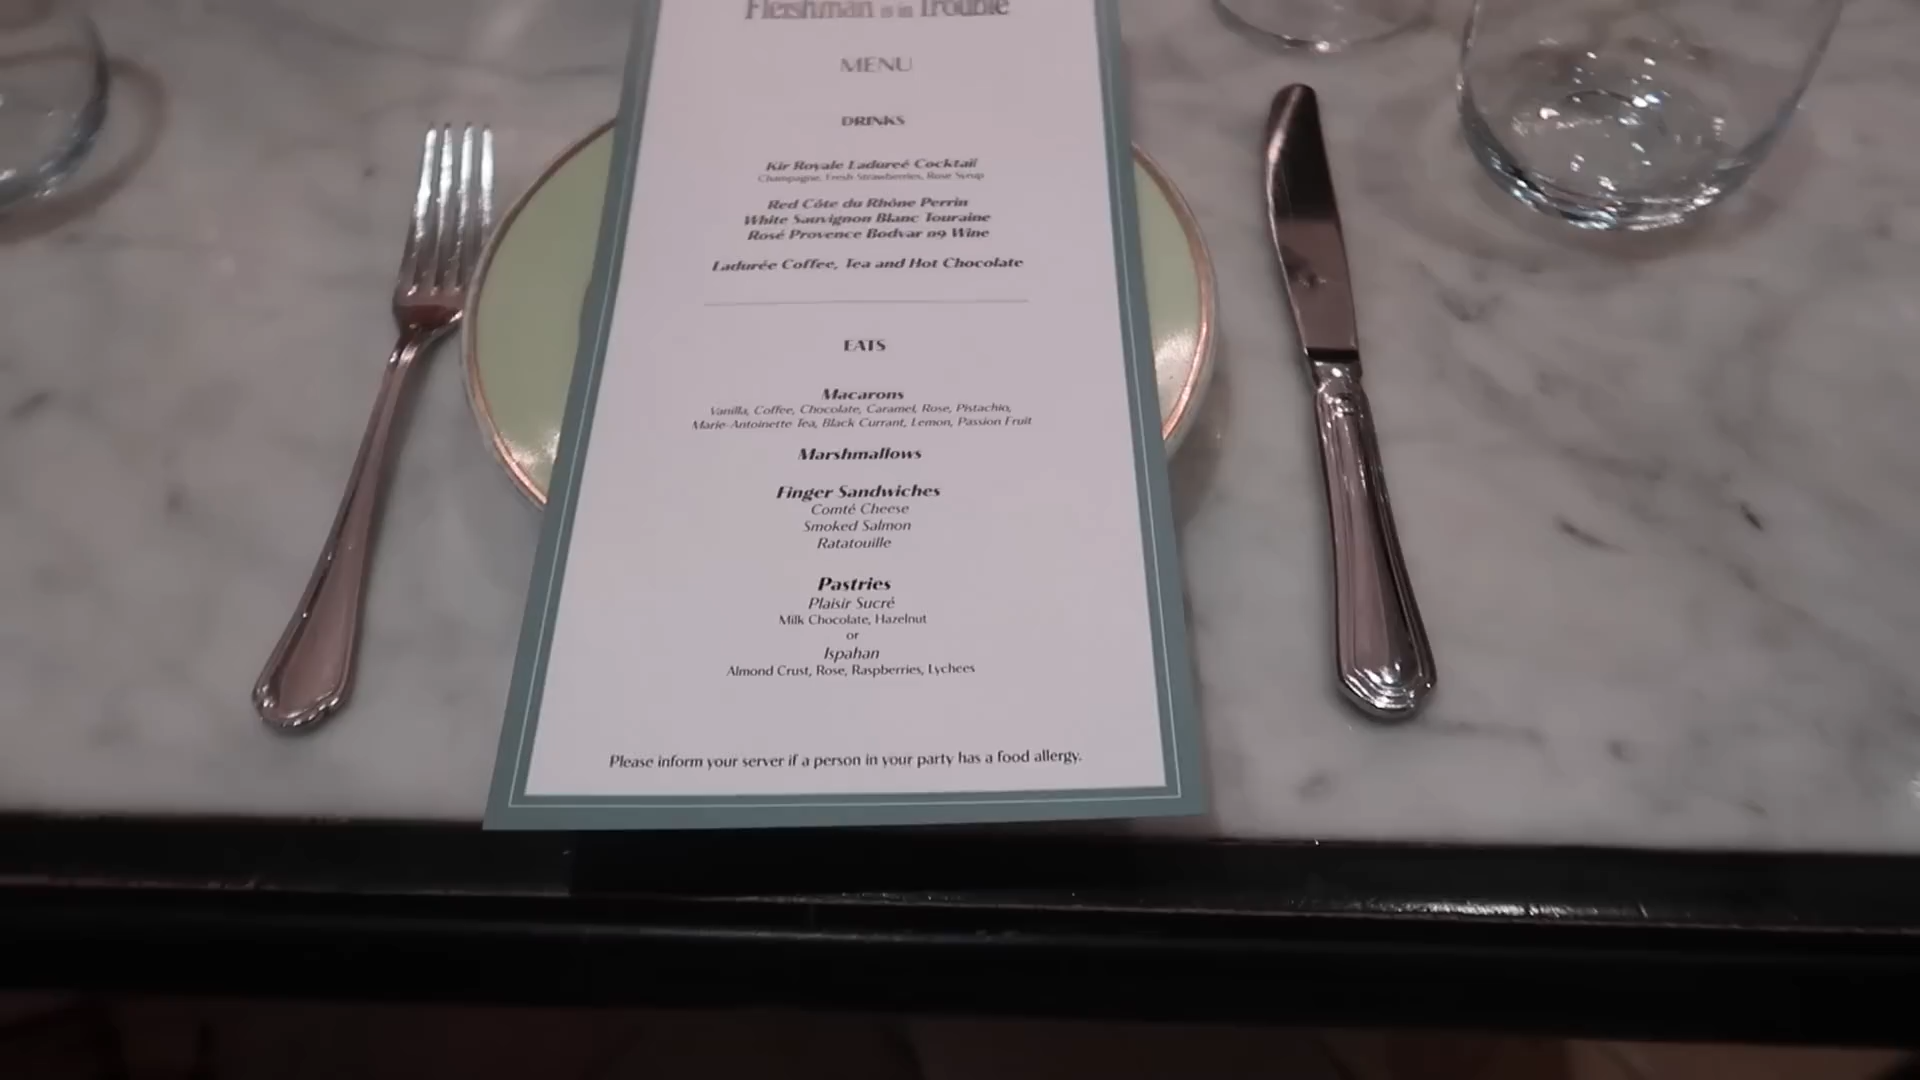 Fleishman is in Trouble
MENU
DRINKS
Kir Royale Ladureé Cocktail
Champagne, Fresh Strawberries, Rose Syrup
Red Côte du Rhône Perrin
White Sauvignon Blanc Touraine
Rosé Provence Bodvar n9 Wine
Ladurée Coffee, Tea and Hot Chocolate
EATS
Macarons
Vanilla, Coffee, Chocolate, Caramel, Rose, Pistachio,
Marie-Antoinette Tea, Black Currant, Lemon, Passion Fruit
Marshmallows
Finger Sandwiches
Comté Cheese
Smoked Salmon
Ratatouille
Pastries
Plaisir Sucré
Milk Chocolate, Hazelnut
or
Ispahan
Almond Crust, Rose, Raspberries, Lychees
Please inform your server if a person in your party has a food allergy.